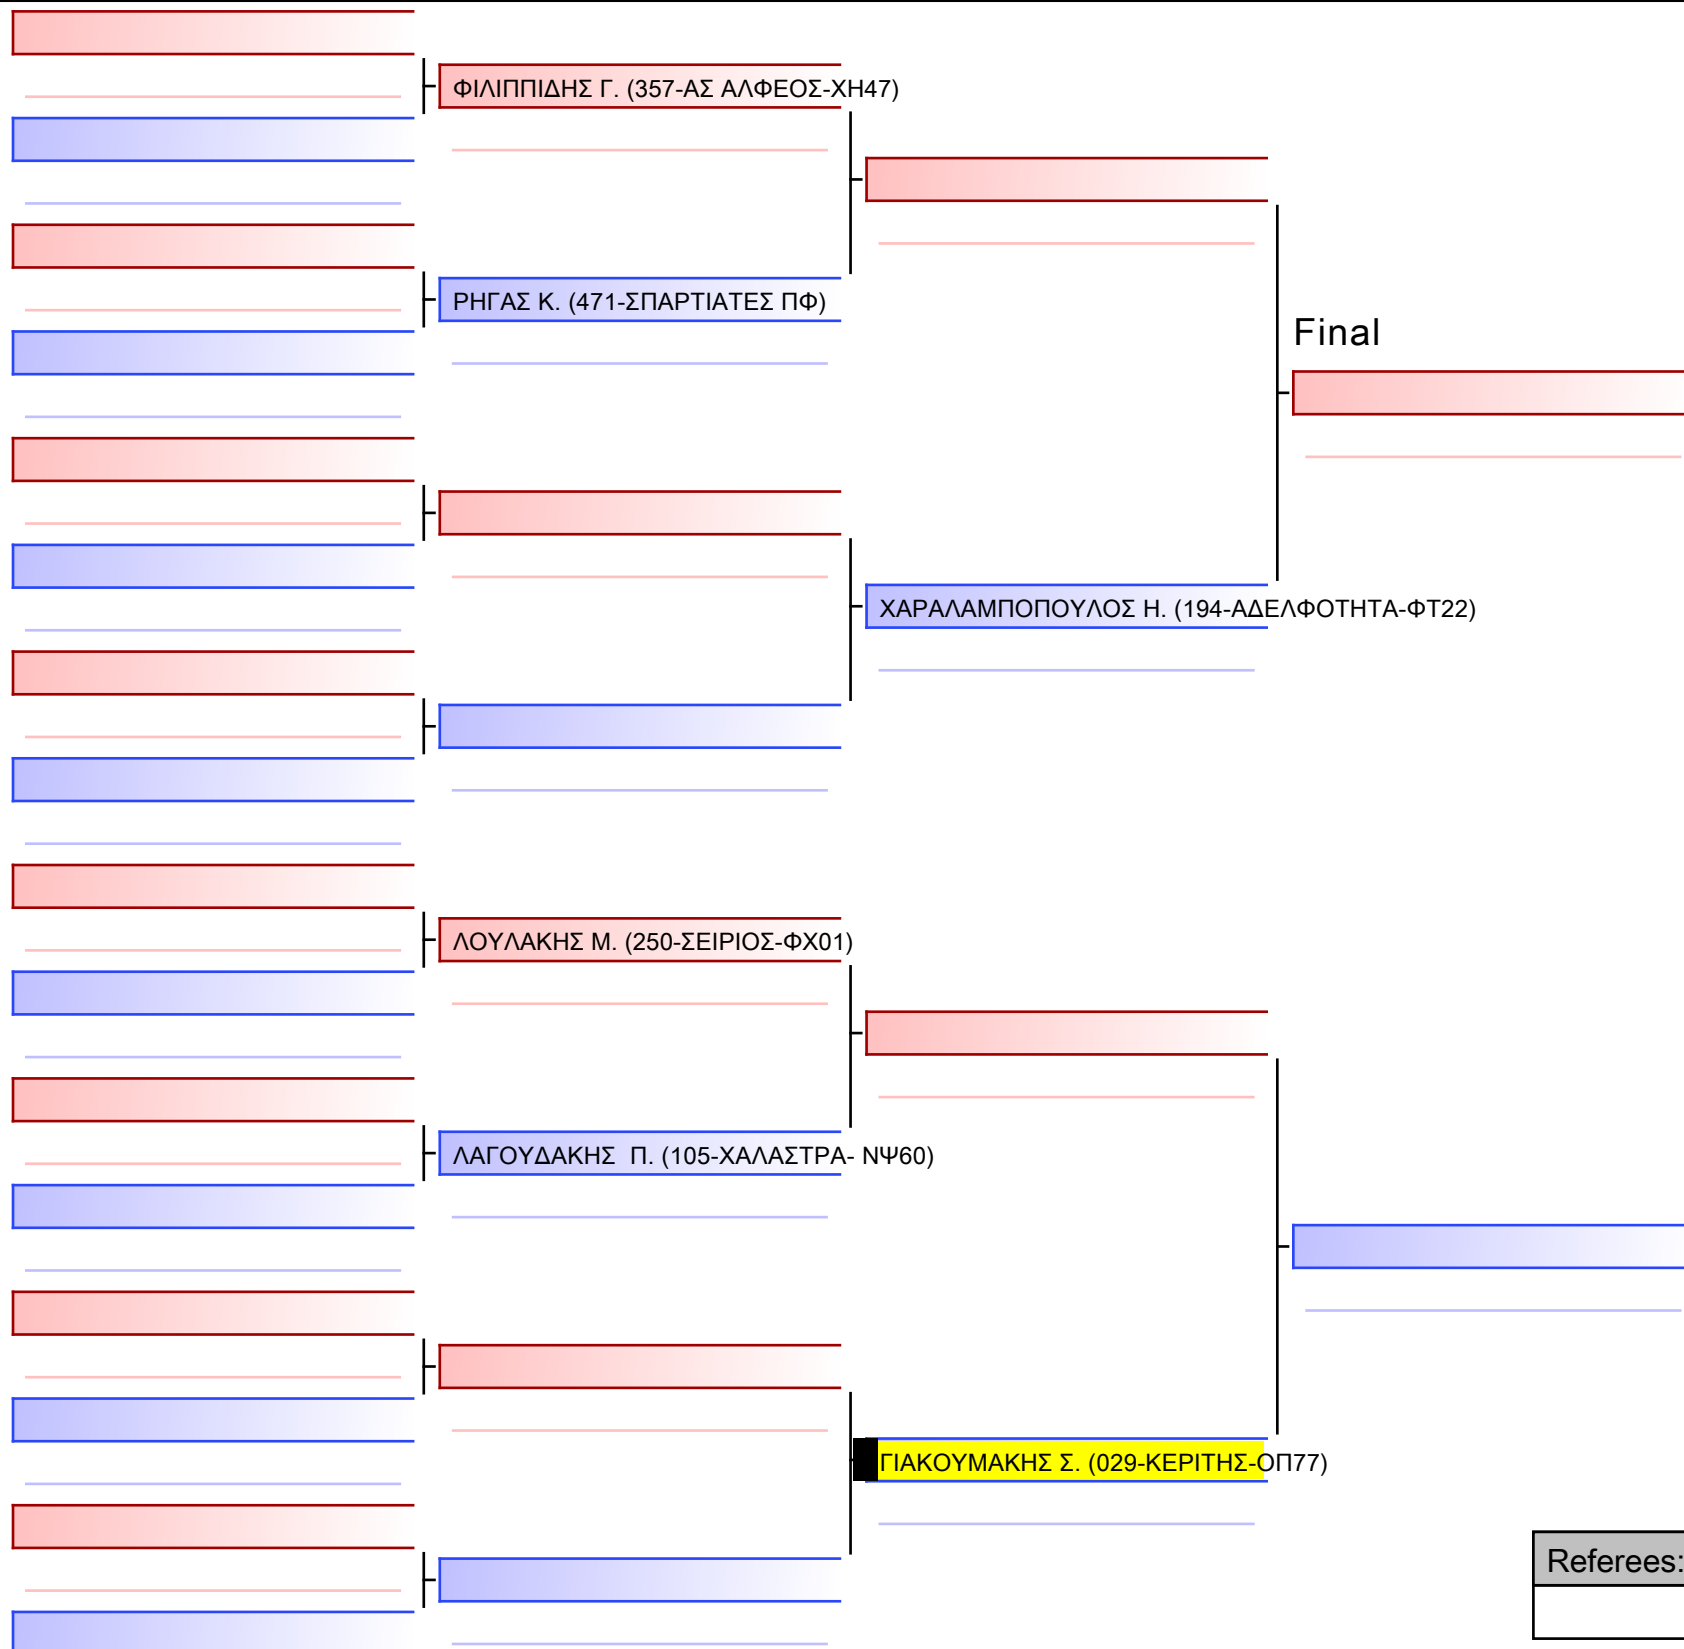 ΦΙΛΙΠΠΙΔΗΣ Γ. (357-ΑΣ ΑΛΦΕΟΣ-ΧΗ47)
ΡΗΓΑΣ Κ. (471-ΣΠΑΡΤΙΑΤΕΣ ΠΦ)
Final
ΧΑΡΑΛΑΜΠΟΠΟΥΛΟΣ Η. (194-ΑΔΕΛΦΟΤΗΤΑ-ΦΤ22)
ΛΟΥΛΑΚΗΣ Μ. (250-ΣΕΙΡΙΟΣ-ΦΧ01)
ΛΑΓΟΥΔΑΚΗΣ  Π. (105-ΧΑΛΑΣΤΡΑ- ΝΨ60)
ΓΙΑΚΟΥΜΑΚΗΣ Σ. (029-ΚΕΡΙΤΗΣ-ΟΠ77)
Referees: